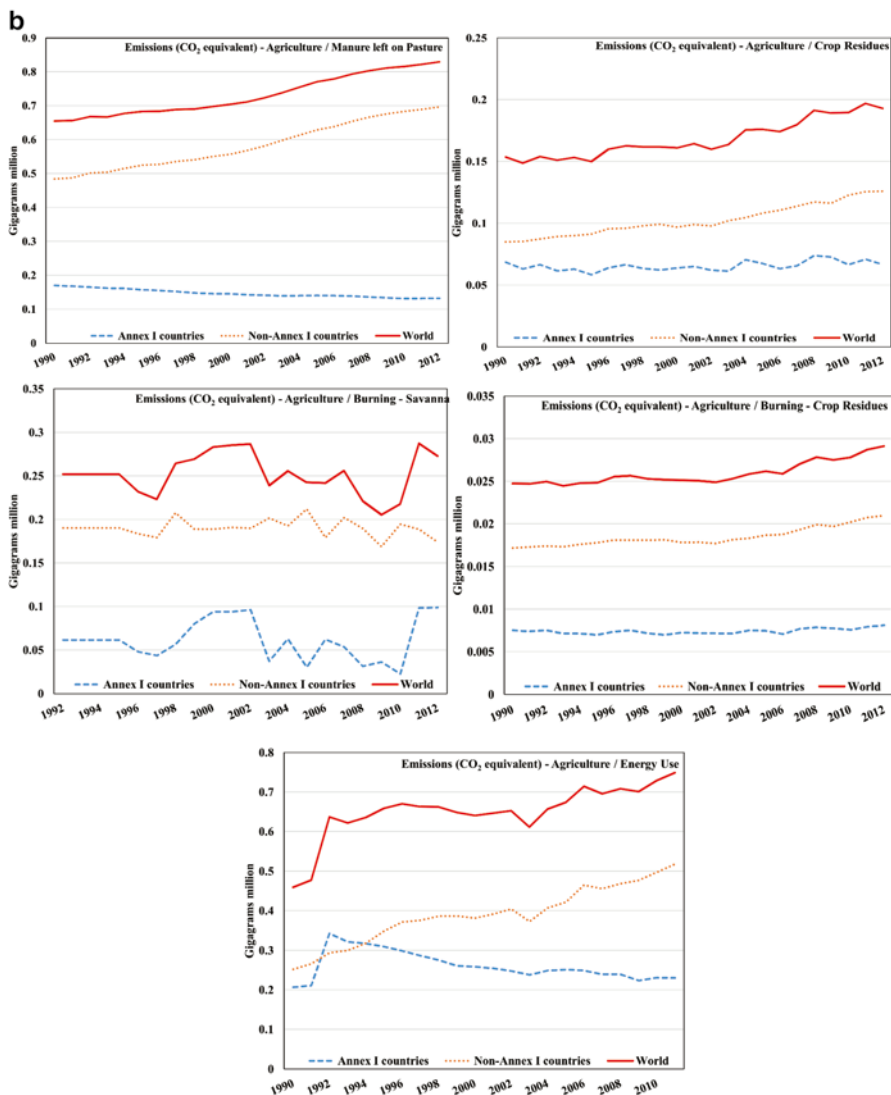 b
Emissions (CO2 equivalent) - Agriculture / Manure left on Pasture
Gigagrams million
0.9
0.8
0.7
0.6
0.5
0.4
0.3
0.2
0.1
0
Annex I countries Non-Annex I countries World
1990 1992 1994 1996 1998 2000 2002 2004 2006 2008 2010 2012
Emissions (CO2 equivalent) - Agriculture / Crop Residues
Gigagrams million
0.25
0.2
0.15
0.1
0.05
0
Annex I countries Non-Annex I countries World
1990 1992 1994 1996 1998 2000 2002 2004 2006 2008 2010 2012
Emissions (CO2 equivalent) - Agriculture / Burning - Savanna
Gigagrams million
0.35
0.3
0.25
0.2
0.15
0.1
0.05
0
Annex I countries Non-Annex I countries World
1992 1994 1996 1998 2000 2002 2004 2006 2008 2010 2012
Emissions (CO2 equivalent) - Agriculture / Burning - Crop Residues
Gigagrams million
0.035
0.03
0.025
0.02
0.015
0.01
0.005
0
Annex I countries Non-Annex I countries World
1990 1992 1994 1996 1998 2000 2002 2004 2006 2008 2010 2012
Emissions (CO2 equivalent) - Agriculture / Energy Use
Gigagrams million
0.8
0.7
0.6
0.5
0.4
0.3
0.2
0.1
0
Annex I countries Non-Annex I countries World
1990 1992 1994 1996 1998 2000 2002 2004 2006 2008 2010